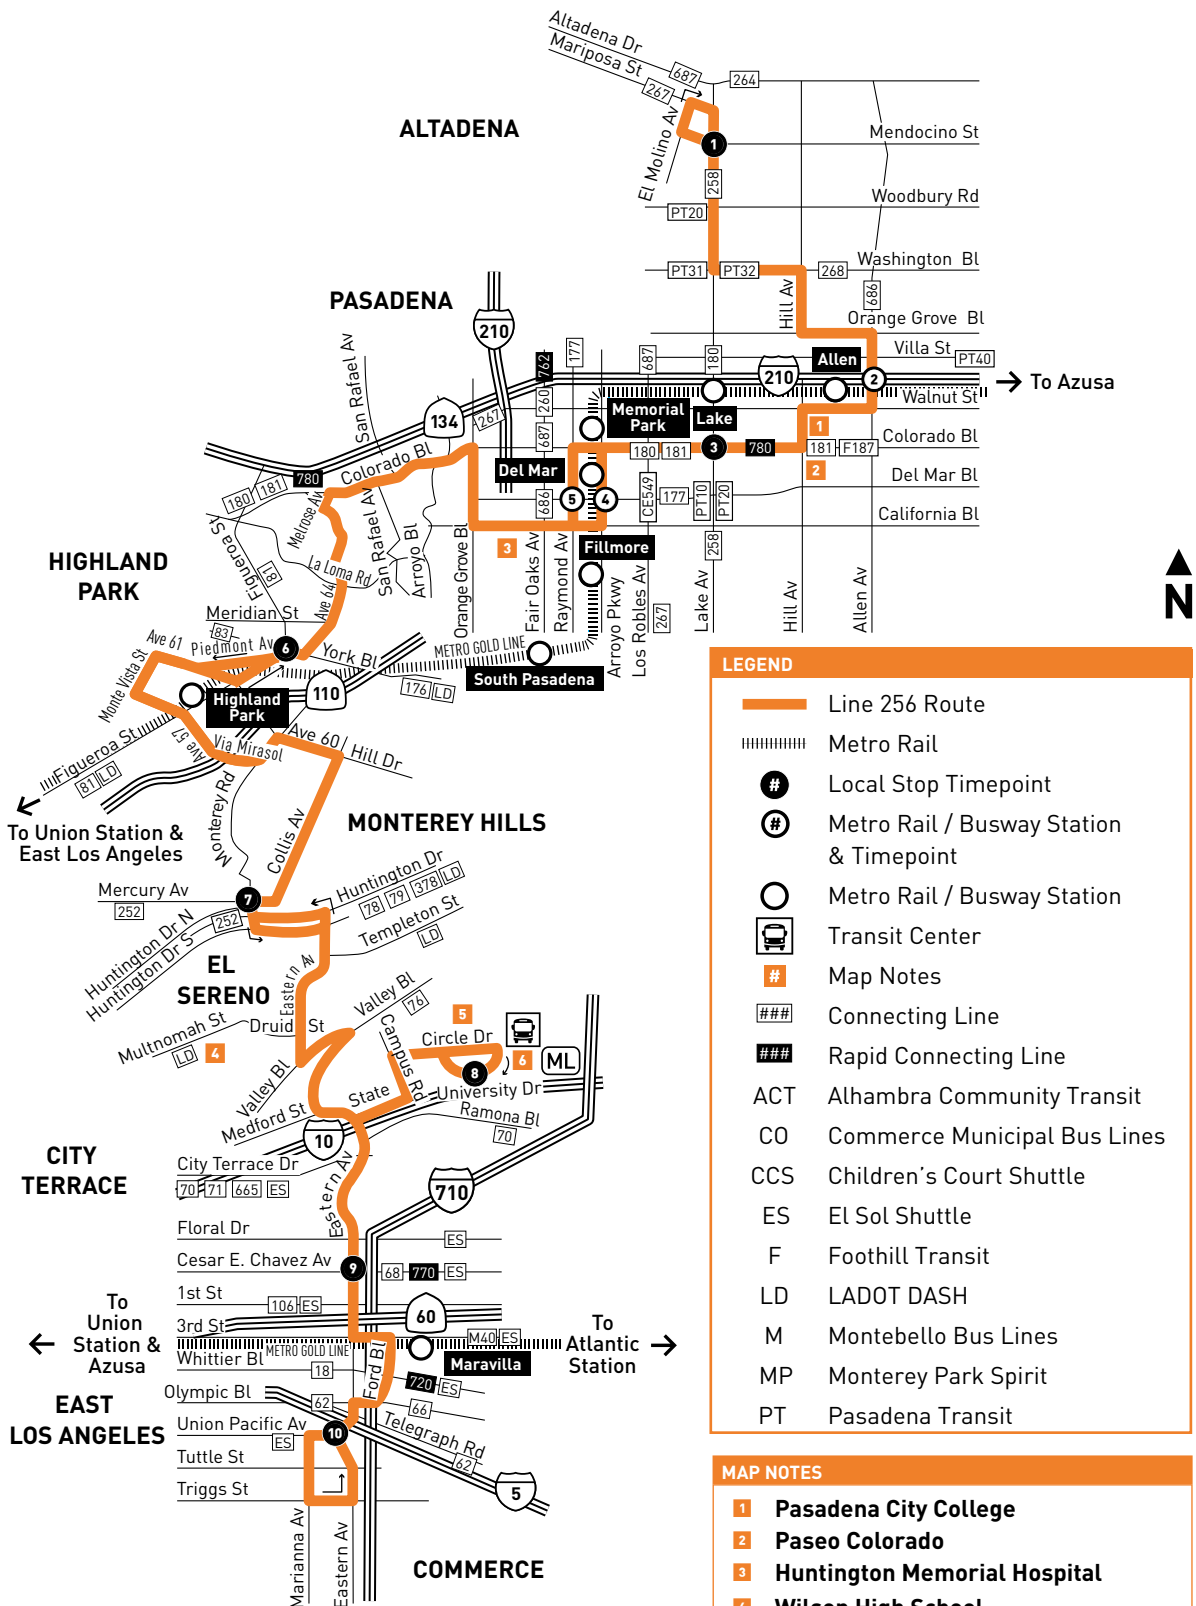 Altadena Dr
Mariposa St
687
264
267
ALTADENA
El Molino Av
1
Mendocino St
258
Woodbury Rd
PT20
Washington Bl
PT31
PT32
268
Hill Av
686
PASADENA
210
Orange Grove Bl
San Rafael Av
177
762
687
180
Allen
Villa St
PT40
210
2
To Azusa
134
267
260
Memorial
Park
Lake
Walnut St
1
687
Colorado Bl
Colorado Bl
780
180
181
3
780
181
F187
Del Mar
2
180
181
Del Mar Bl
Melrose Av
San Rafael Av
5
4
686
CE549
177
PT10
PT20
California Bl
Figueroa St
Arroyo Bl
Orange Grove Bl
3
Fillmore
258
HIGHLAND
PARK
81
La Loma Rd
Ave 64
Fair Oaks Av
Raymond Av
Arroyo Pkwy
Los Robles Av
267
Lake Av
Hill Av
Allen Av
N
Meridian St
83
Ave 61
Piedmont Av
6
York Bl
METRO GOLD LINE
South Pasadena
Monte Vista St
110
176
LD
Highland
Park
Figueroa St
81
LD
Ave 57
Via Mirasol
Ave 60 / Hill Dr
Monterey Rd
Collis Av
MONTEREY HILLS
To Union Station &
East Los Angeles
Mercury Av
252
7
Huntington Dr
78
79
378
LD
Huntington Dr N
Huntington Dr S
252
Templeton St
LD
EL
SERENO
Eastern Av
Valley Bl
76
Druid St
Multnomah St
LD
4
Campus Rd
Circle Dr
5
6
8
ML
Valley Bl
State
University Dr
Medford St
Ramona Bl
70
10
CITY
TERRACE
City Terrace Dr
70
71
665
ES
Eastern Av
710
Floral Dr
ES
Cesar E. Chavez Av
9
68
770
ES
1st St
106
ES
60
3rd St
To
Union
Station &
Azusa
METRO GOLD LINE
M40
ES
To
Atlantic
Station
Maravilla
Whittier Bl
18
Ford Bl
720
ES
Olympic Bl
62
66
EAST
LOS ANGELES
Union Pacific Av
ES
10
Telegraph Rd
62
Tuttle St
Triggs St
5
Marianna Av
Eastern Av
COMMERCE
LEGEND
Line 256 Route
Metro Rail
# Local Stop Timepoint
# Metro Rail / Busway Station
& Timepoint
Metro Rail / Busway Station
Transit Center
# Map Notes
### Connecting Line
### Rapid Connecting Line
ACT Alhambra Community Transit
CO Commerce Municipal Bus Lines
CCS Children's Court Shuttle
ES El Sol Shuttle
F Foothill Transit
LD LADOT DASH
M Montebello Bus Lines
MP Monterey Park Spirit
PT Pasadena Transit
MAP NOTES
1 Pasadena City College
2 Paseo Colorado
3 Huntington Memorial Hospital
4 Wilson High School